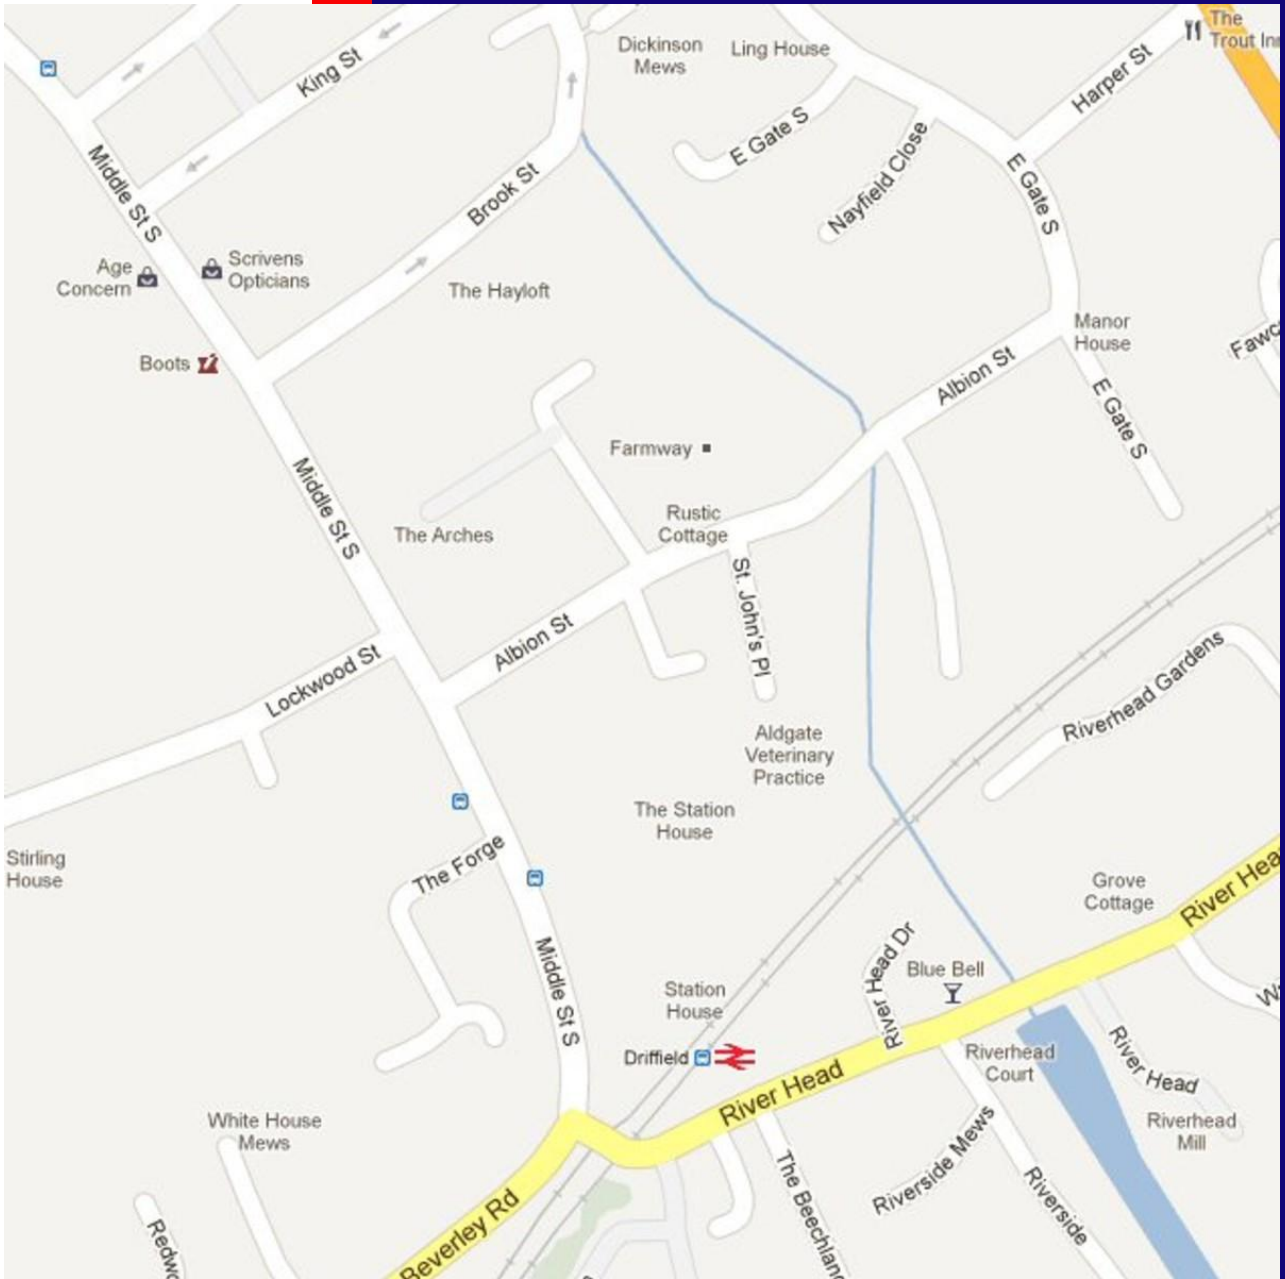 The
Trout Inn
Dickinson
Mews
Ling House
King St
Harper St
E Gate S
Nayfield Close
Middle St S
Brook St
E Gate S
Age
Concern
Scrivens
Opticians
The Hayloft
Manor
House
Boots
Albion St
E Gate S
Farmway
Middle St S
Rustic
Cottage
The Arches
St. John's Pl
Albion St
Lockwood St
Riverhead Gardens
Aldgate
Veterinary
Practice
The Station
House
Stirling
House
The Forge
Grove
Cottage
River Hea
River Head Dr
Blue Bell
Middle St S
Station
House
Driffield
River Head
Riverhead
Court
River Head
White House
Mews
Riverhead
Mill
Riverside Mews
The Beechlan
Riverside
Beverley Rd
Redwo
Fawc